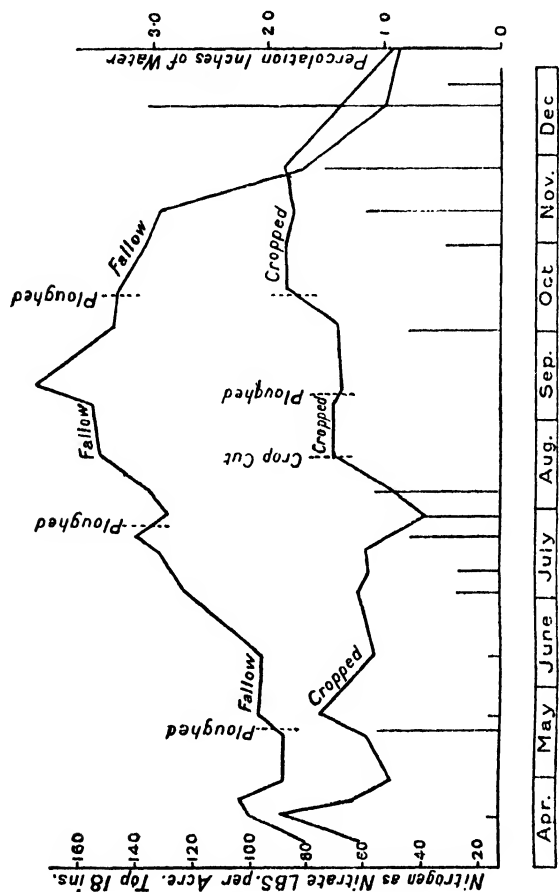 Nitrogen as Nitrate LBS. per Acre. Top 18 ins.
-160
-140
-120
-100
-80
-60
-40
-20
Percolation Inches of Water
3·0
2·0
1·0
0
Ploughed
Fallow
Cropped
Ploughed
Fallow
Crop Cut
Cropped
Ploughed
Ploughed
Fallow
Cropped
Apr. May June July Aug. Sep. Oct Nov. Dec